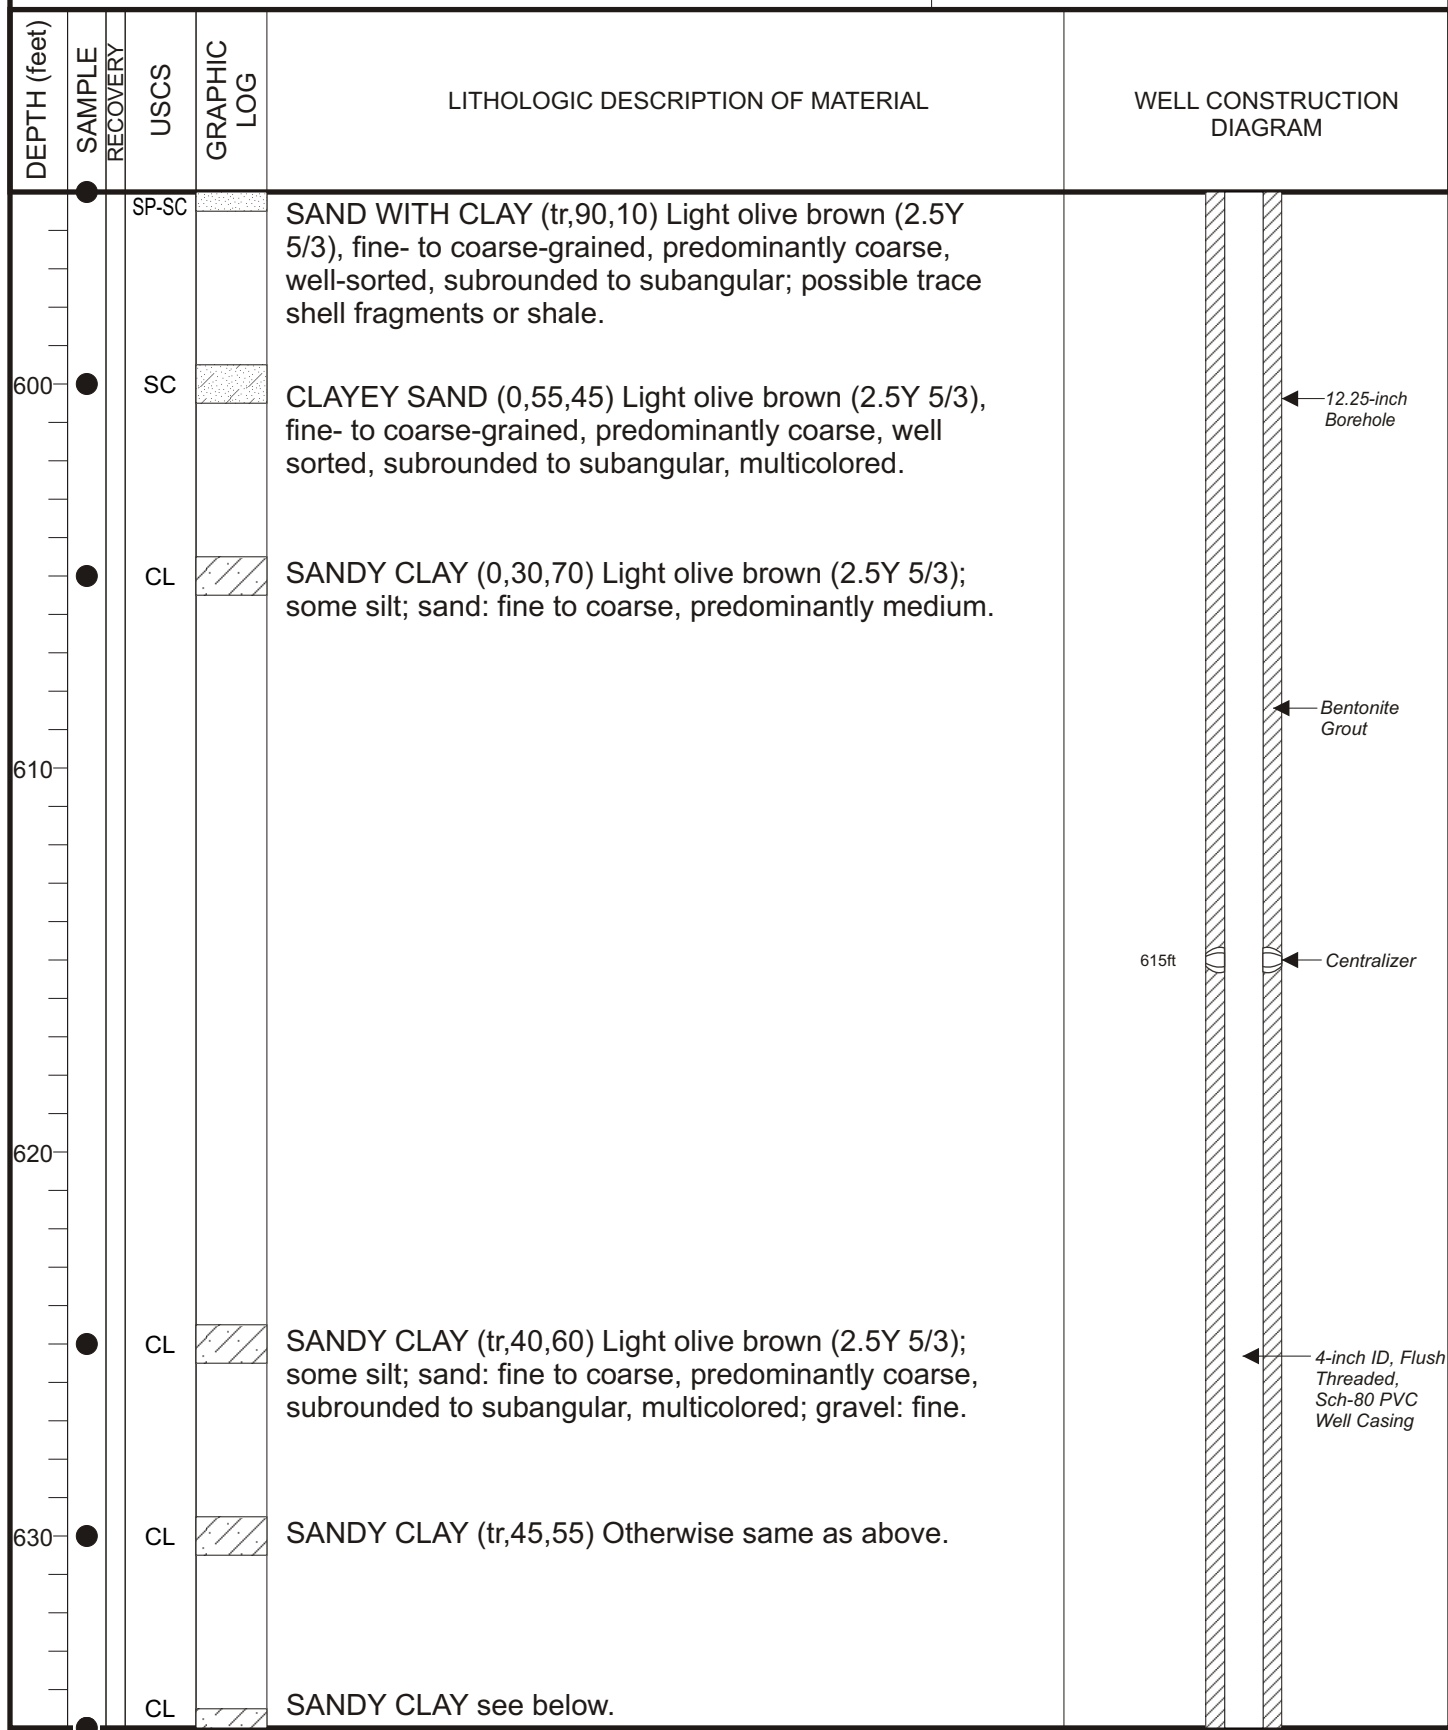 DEPTH (feet)
SAMPLE
RECOVERY
USCS
GRAPHIC
LOG
LITHOLOGIC DESCRIPTION OF MATERIAL
WELL CONSTRUCTION
DIAGRAM
SP-SC
SAND WITH CLAY (tr,90,10) Light olive brown (2.5Y
5/3), fine- to coarse-grained, predominantly coarse,
well-sorted, subrounded to subangular; possible trace
shell fragments or shale.
600
SC
CLAYEY SAND (0,55,45) Light olive brown (2.5Y 5/3),
fine- to coarse-grained, predominantly coarse, well
sorted, subrounded to subangular, multicolored.
12.25-inch
Borehole
CL
SANDY CLAY (0,30,70) Light olive brown (2.5Y 5/3);
some silt; sand: fine to coarse, predominantly medium.
Bentonite
Grout
610
615ft
Centralizer
620
CL
SANDY CLAY (tr,40,60) Light olive brown (2.5Y 5/3);
some silt; sand: fine to coarse, predominantly coarse,
subrounded to subangular, multicolored; gravel: fine.
4-inch ID, Flush
Threaded,
Sch-80 PVC
Well Casing
630
CL
SANDY CLAY (tr,45,55) Otherwise same as above.
CL
SANDY CLAY see below.